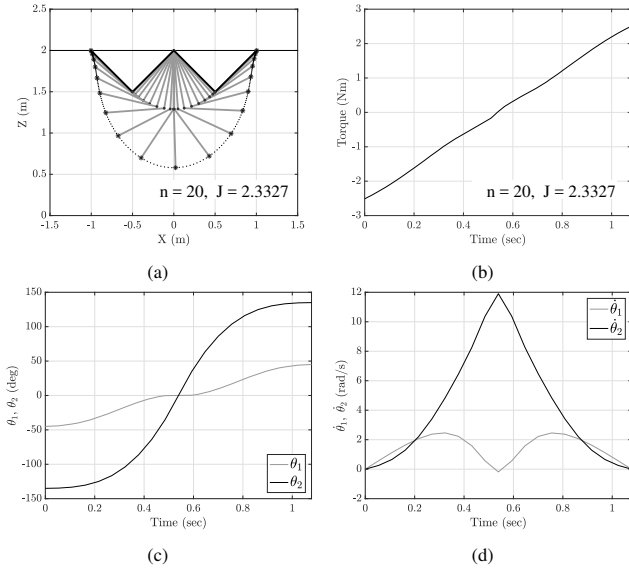 2.5
2
1.5
1
0.5
0
-1.5
-1
-0.5
0
0.5
1
1.5
Z (m)
X (m)
n = 20, J = 2.3327
(a)
3
2
1
0
-1
-2
-3
0
0.2
0.4
0.6
0.8
1
Torque (Nm)
Time (sec)
n = 20, J = 2.3327
(b)
150
100
50
0
-50
-100
-150
0
0.2
0.4
0.6
0.8
1
θ₁, θ₂ (deg)
Time (sec)
θ₁
θ₂
(c)
12
10
8
6
4
2
0
-2
0
0.2
0.4
0.6
0.8
1
θ̇₁, θ̇₂ (rad/s)
Time (sec)
θ̇₁
θ̇₂
(d)